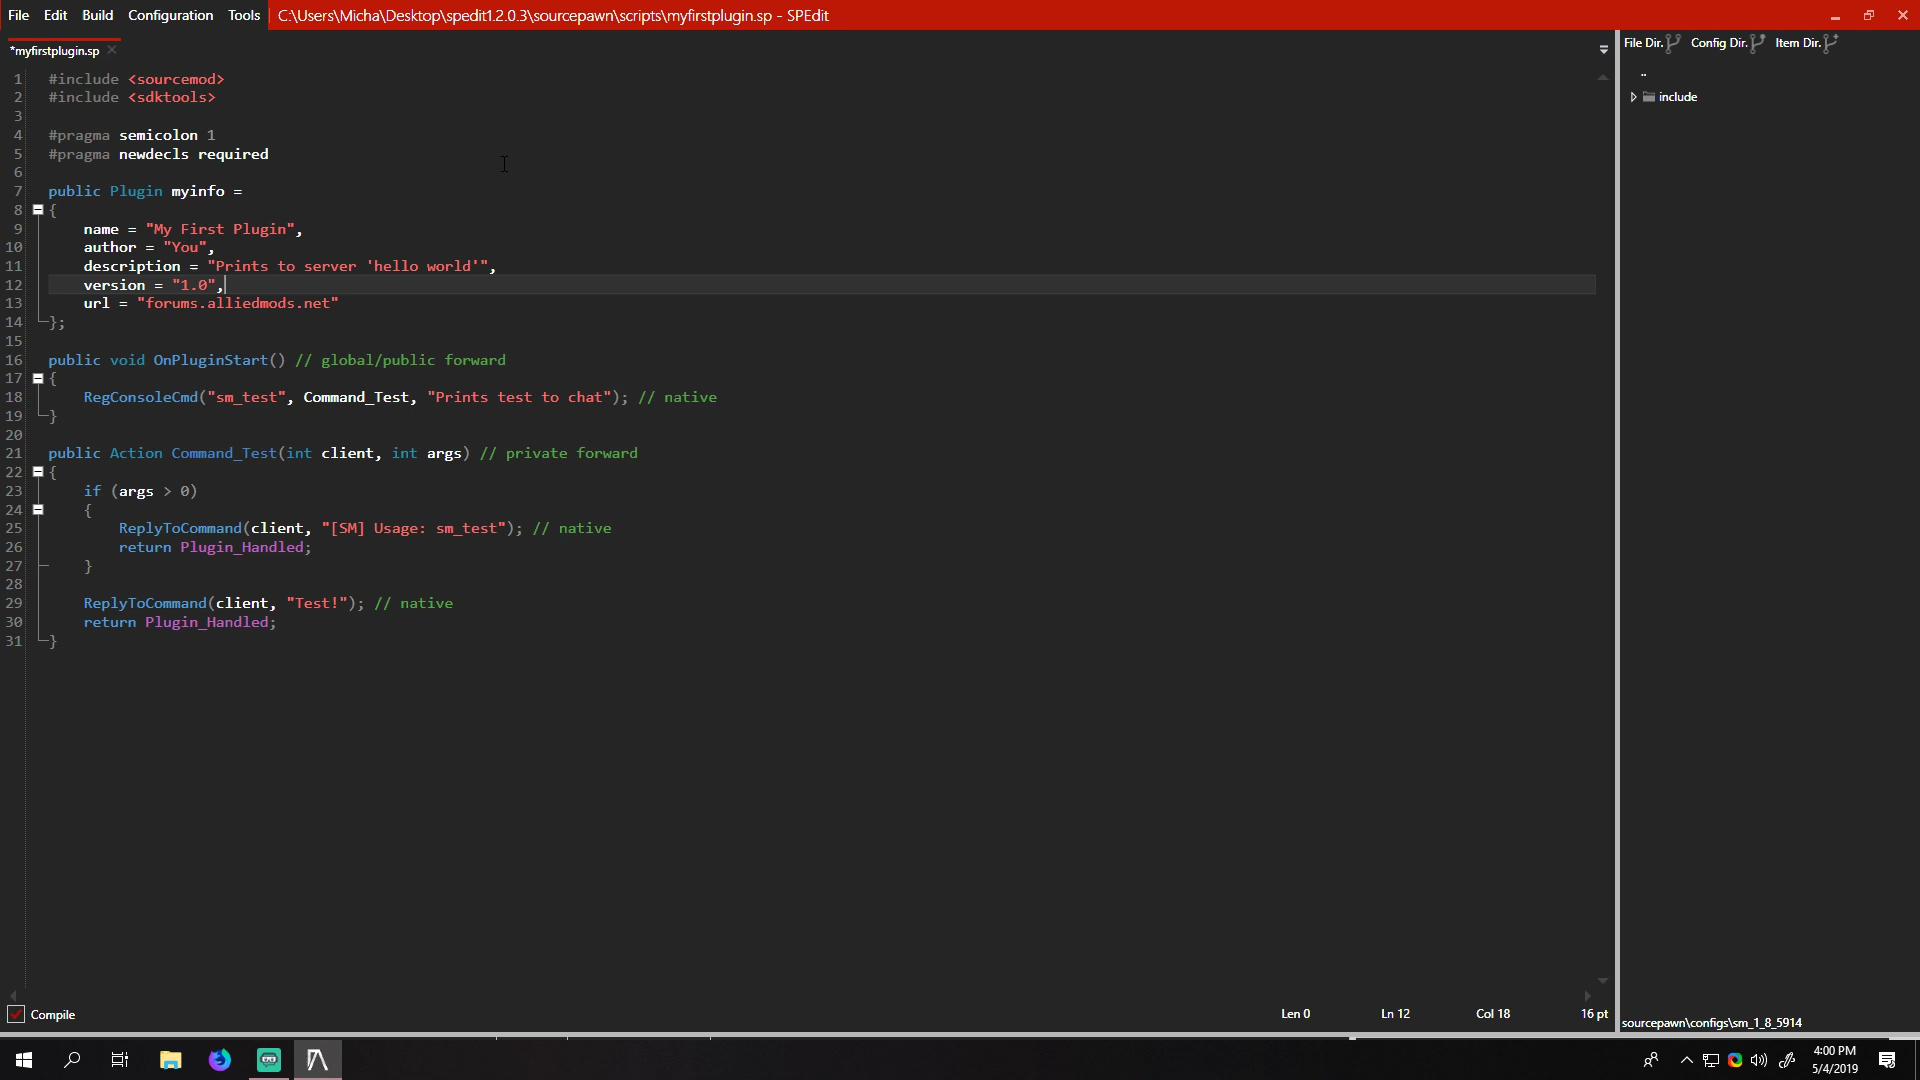 File Edit Build Configuration Tools C:\Users\Micha\Desktop\spedit1.2.0.3\sourcepawn\scripts\myfirstplugin.sp - SPEdit
*myfirstplugin.sp
File Dir. Config Dir. Item Dir.
..
include
1 #include <sourcemod>
2 #include <sdktools>
3
4 #pragma semicolon 1
5 #pragma newdecls required
6
7 public Plugin myinfo =
8 {
9 name = "My First Plugin",
10 author = "You",
11 description = "Prints to server 'hello world'",
12 version = "1.0",
13 url = "forums.alliedmods.net"
14 };
15
16 public void OnPluginStart() // global/public forward
17 {
18 RegConsoleCmd("sm_test", Command_Test, "Prints test to chat"); // native
19 }
20
21 public Action Command_Test(int client, int args) // private forward
22 {
23 if (args > 0)
24 {
25 ReplyToCommand(client, "[SM] Usage: sm_test"); // native
26 return Plugin_Handled;
27 }
28
29 ReplyToCommand(client, "Test!"); // native
30 return Plugin_Handled;
31 }
Compile Len 0 Ln 12 Col 18 16 pt
sourcepawn\configs\sm_1_8_5914
4:00 PM
5/4/2019